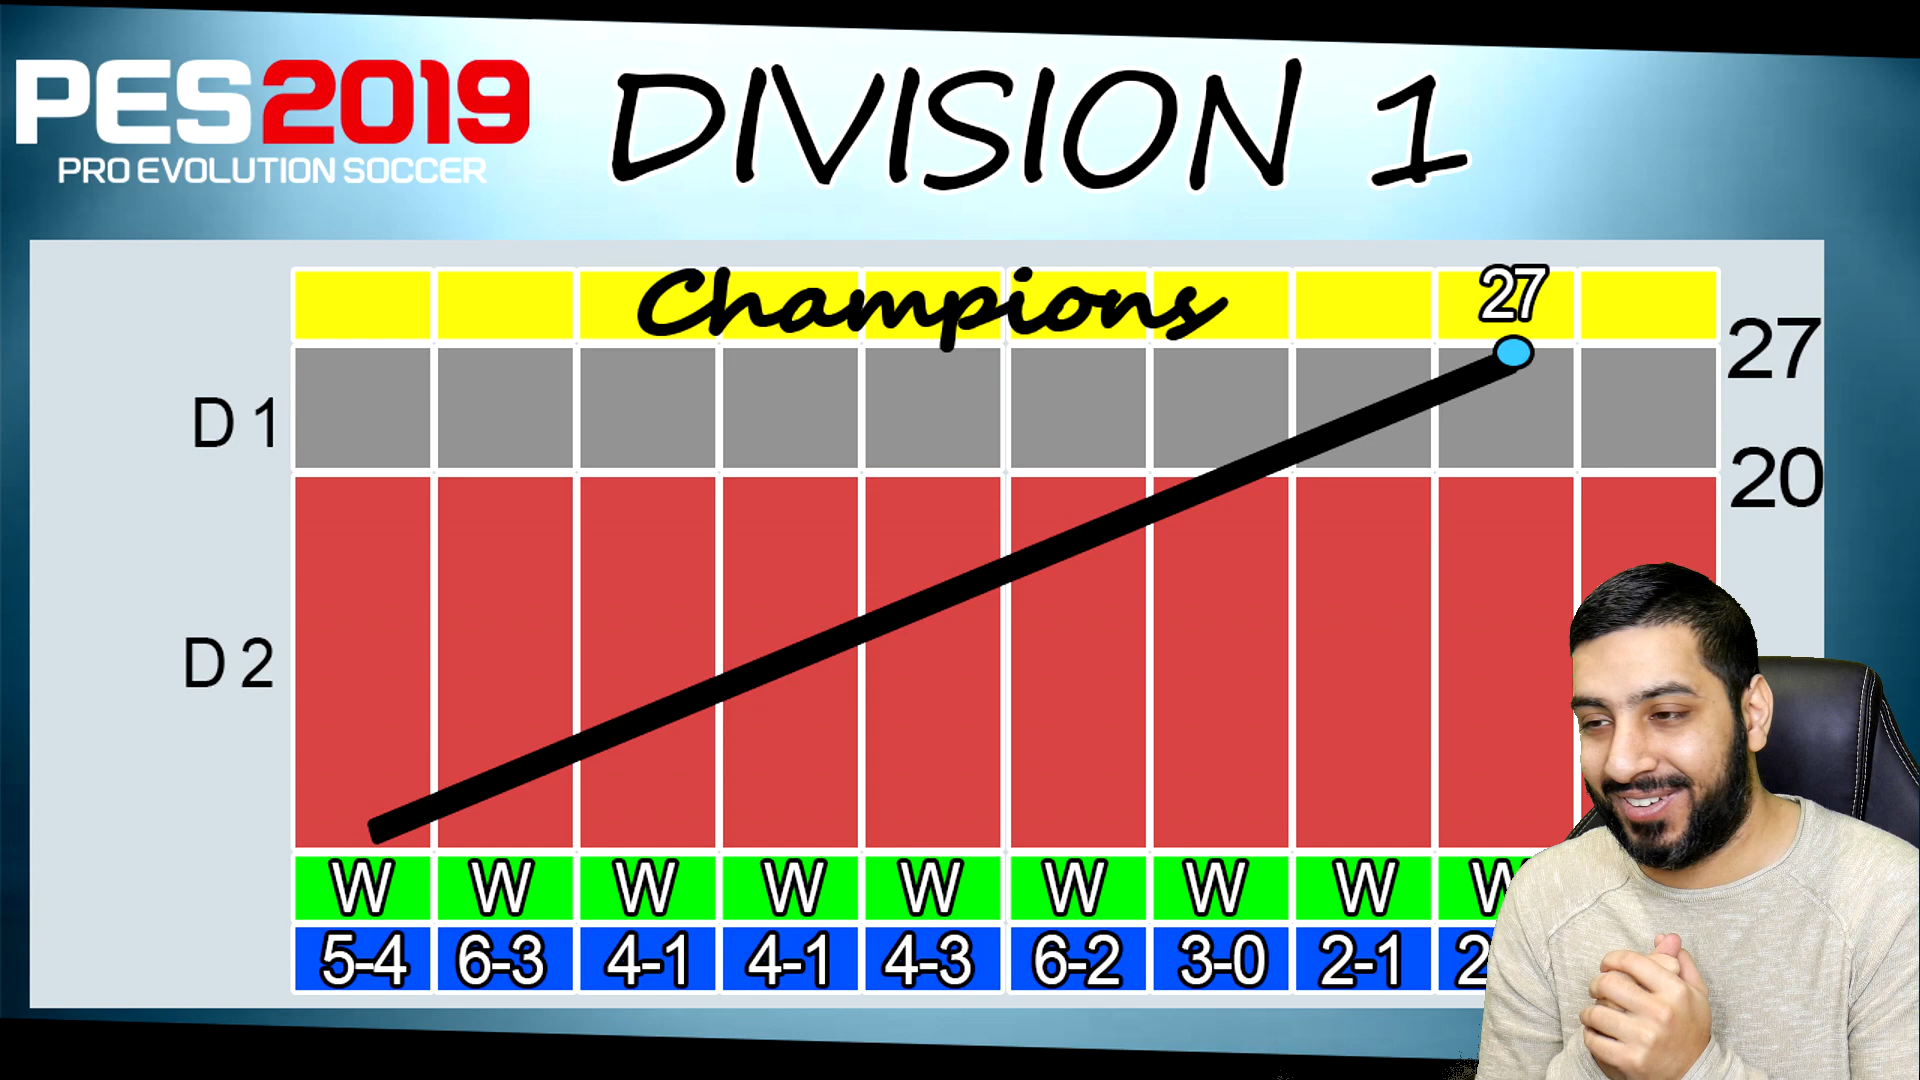 PES2019
PRO EVOLUTION SOCCER
DIVISION 1
Champions
27
27
D 1
20
D 2
W W W W W W W W W
5-4 6-3 4-1 4-1 4-3 6-2 3-0 2-1